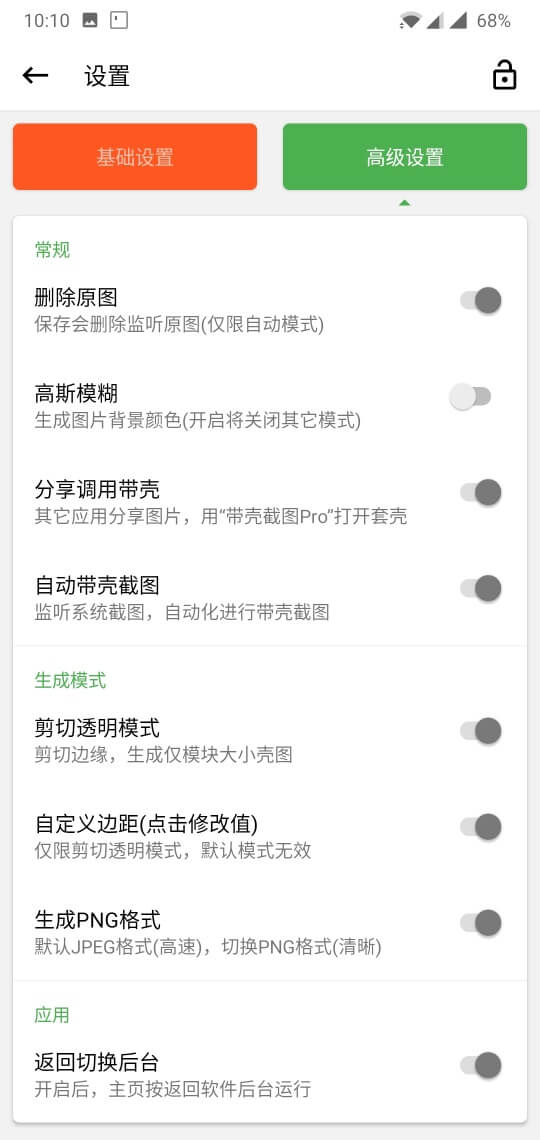 10:10
68%
设置
基础设置
高级设置
常规
删除原图
保存会删除监听原图(仅限自动模式)
高斯模糊
生成图片背景颜色(开启将关闭其它模式)
分享调用带壳
其它应用分享图片，用“带壳截图Pro”打开套壳
自动带壳截图
监听系统截图，自动化进行带壳截图
生成模式
剪切透明模式
剪切边缘，生成仅模块大小壳图
自定义边距(点击修改值)
仅限剪切透明模式，默认模式无效
生成PNG格式
默认JPEG格式(高速)，切换PNG格式(清晰)
应用
返回切换后台
开启后，主页按返回软件后台运行